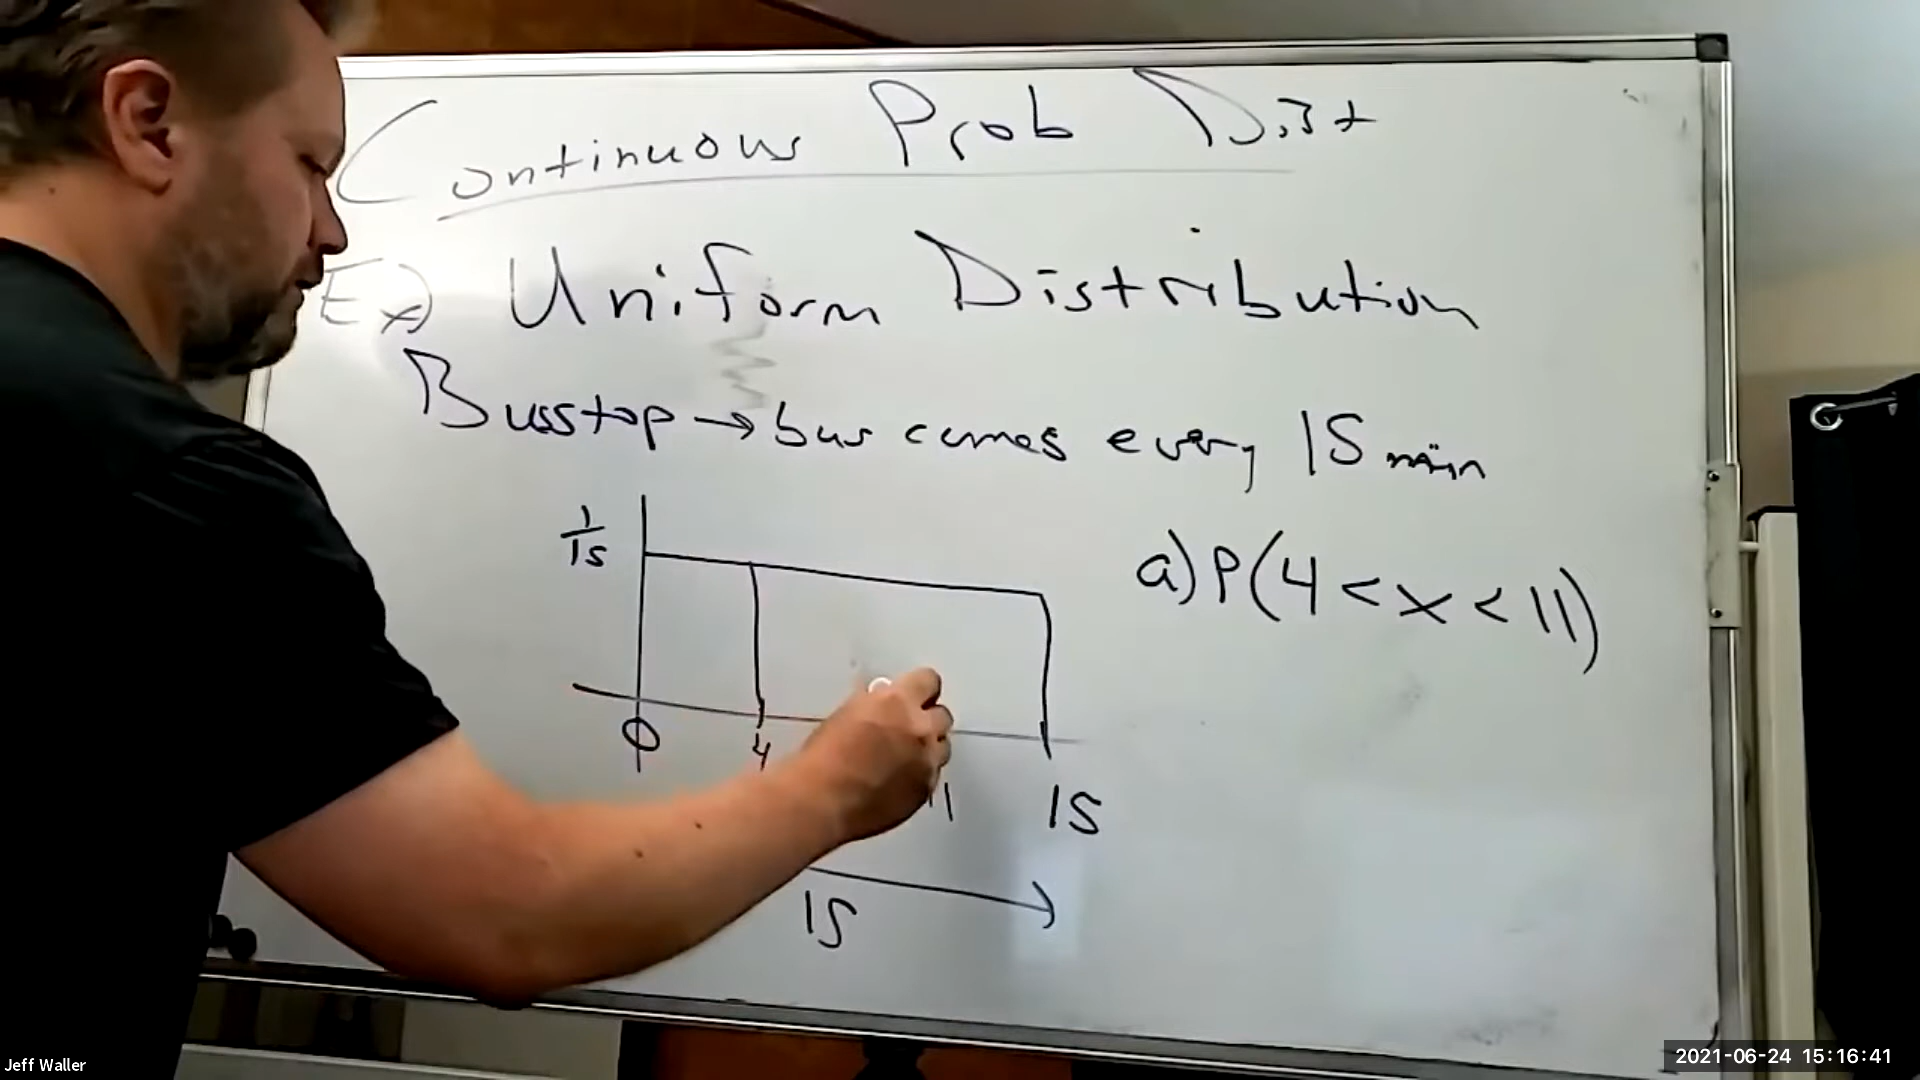 Continuous Prob Dist
Ex) Uniform Distribution
Busstop → bus comes every 15 min
1/15
a) P(4 < x < 11)
0 4 11 15
15
Jeff Waller
2021-06-24 15:16:41